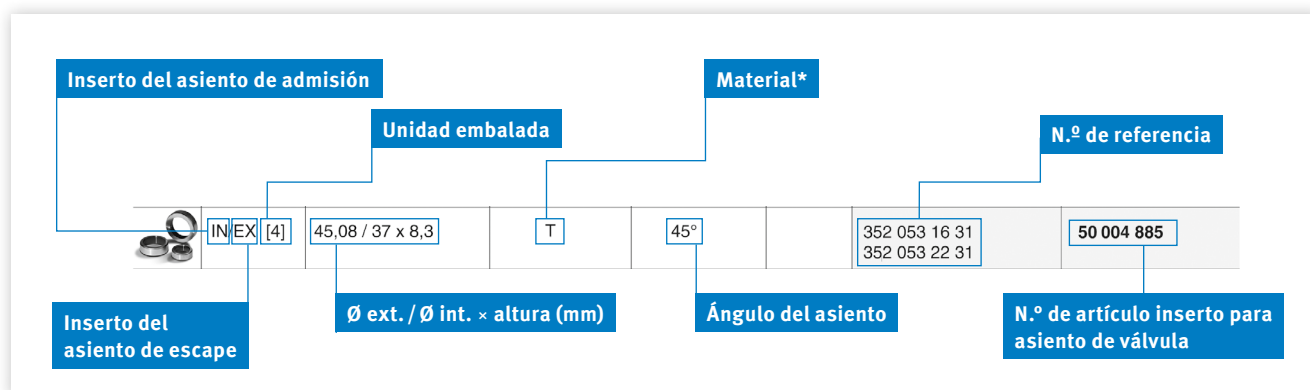 Inserto del asiento de admisión
Material*
Unidad embalada
N.º de referencia
IN/EX [4]
45,08 / 37 x 8,3
T
45°
352 053 16 31
352 053 22 31
50 004 885
Inserto del
asiento de escape
Ø ext. / Ø int. × altura (mm)
Ángulo del asiento
N.º de artículo inserto para
asiento de válvula